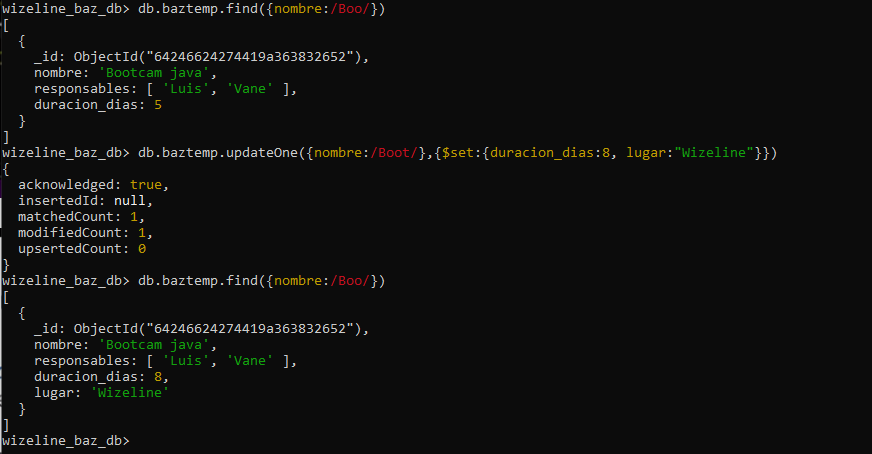 wizeline_baz_db> db.baztemp.find({nombre:/Boo/})
[
  {
    _id: ObjectId("64246624274419a363832652"),
    nombre: 'Bootcam java',
    responsables: [ 'Luis', 'Vane' ],
    duracion_dias: 5
  }
]
wizeline_baz_db> db.baztemp.updateOne({nombre:/Boot/},{$set:{duracion_dias:8, lugar:"Wizeline"}})
{
  acknowledged: true,
  insertedId: null,
  matchedCount: 1,
  modifiedCount: 1,
  upsertedCount: 0
}
wizeline_baz_db> db.baztemp.find({nombre:/Boo/})
[
  {
    _id: ObjectId("64246624274419a363832652"),
    nombre: 'Bootcam java',
    responsables: [ 'Luis', 'Vane' ],
    duracion_dias: 8,
    lugar: 'Wizeline'
  }
]
wizeline_baz_db>